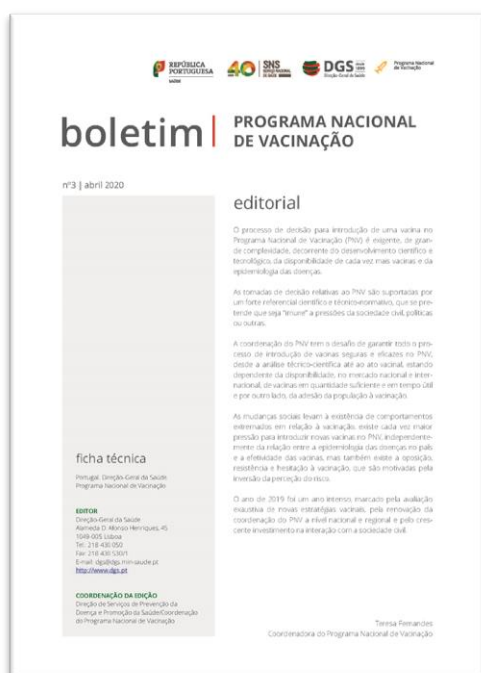 REPÚBLICA
PORTUGUESA
SAÚDE
40 SNS
DGS
Direção-Geral da Saúde
Programa Nacional
de Vacinação
boletim
PROGRAMA NACIONAL
DE VACINAÇÃO
nº3 | abril 2020
editorial
O processo de decisão para introdução de uma vacina no
Programa Nacional de Vacinação (PNV) é exigente, de gran-
de complexidade, decorrente do desenvolvimento científico e
tecnológico, da disponibilidade de cada vez mais vacinas e da
epidemiologia das doenças.
As tomadas de decisão relativas ao PNV são suportadas por
um forte referencial científico e técnico-normativo, que se pre-
tende que seja "imune" a pressões da sociedade civil, políticas
ou outras.
A coordenação do PNV tem o desafio de garantir todo o pro-
cesso de introdução de vacinas seguras e eficazes no PNV,
desde a análise técnico-científica até ao ato vacinal, estando
dependente da disponibilidade, no mercado nacional e inter-
nacional, de vacinas em quantidade suficiente e em tempo útil
e por outro lado, da adesão da população à vacinação.
As mudanças sociais levam à existência de comportamentos
extremados em relação à vacinação, existe cada vez maior
pressão para introduzir novas vacinas no PNV, independente-
mente da relação entre a epidemiologia das doenças no país
e a efetividade das vacinas, mas também existe a oposição,
resistência e hesitação à vacinação, que são motivadas pela
inversão da perceção do risco.
O ano de 2019 foi um ano intenso, marcado pela avaliação
exaustiva de novas estratégias vacinais, pela renovação da
coordenação do PNV a nível nacional e regional e pelo cres-
cente investimento na interação com a sociedade civil.
Teresa Fernandes
Coordenadora do Programa Nacional de Vacinação
ficha técnica
Portugal. Direção-Geral da Saúde.
Programa Nacional de Vacinação
EDITOR
Direção-Geral da Saúde
Alameda D. Afonso Henriques, 45
1049-005 Lisboa
Tel.: 218 430 050
Fax: 218 430 530/1
E-mail: dgs@dgs.min-saude.pt
http://www.dgs.pt
COORDENAÇÃO DA EDIÇÃO
Direção de Serviços de Prevenção da
Doença e Promoção da Saúde/Coordenação
do Programa Nacional de Vacinação